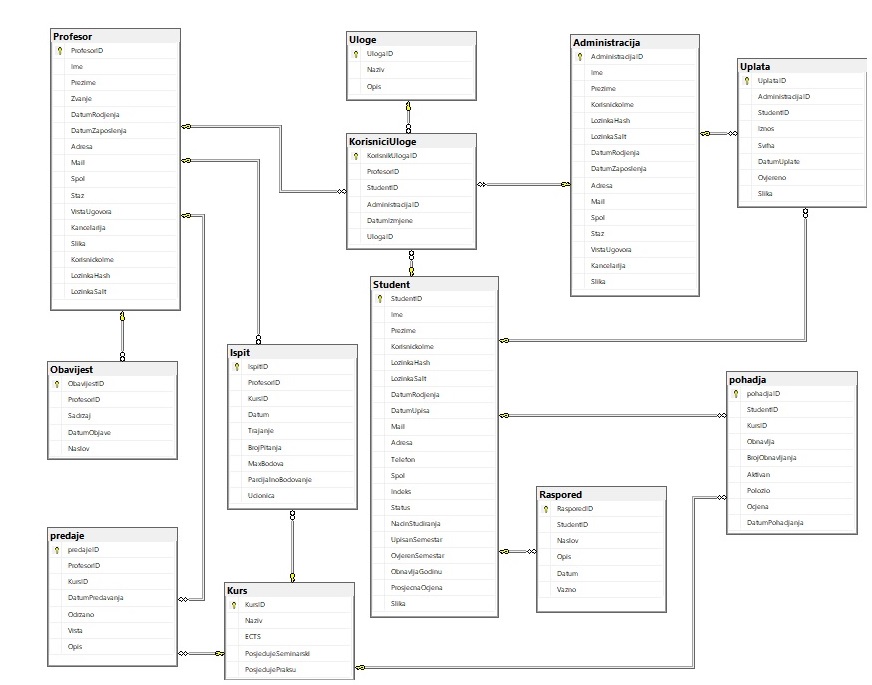 Profesor
ProfesorID
Ime
Prezime
Zvanje
DatumRodjenja
DatumZaposlenja
Adresa
Mail
Spol
Staz
VrstaUgovora
Kancelarija
Slika
KorisnickoIme
LozinkaHash
LozinkaSalt
Uloge
UlogaID
Naziv
Opis
KorisniciUloge
KorisnikUlogaID
ProfesorID
StudentID
AdministracijaID
DatumIzmjene
UlogaID
Administracija
AdministracijaID
Ime
Prezime
KorisnickoIme
LozinkaHash
LozinkaSalt
DatumRodjenja
DatumZaposlenja
Adresa
Mail
Spol
Staz
VrstaUgovora
Kancelarija
Slika
Uplata
UplataID
AdministracijaID
StudentID
Iznos
Svrha
DatumUplate
Ovjereno
Slika
Student
StudentID
Ime
Prezime
KorisnickoIme
LozinkaHash
LozinkaSalt
DatumRodjenja
DatumUpisa
Mail
Adresa
Telefon
Spol
Indeks
Status
NacinStudiranja
UpisanSemestar
OvjerenSemestar
ObnavljaGodinu
ProsjecnaOcjena
Slika
Obavijest
ObavijestID
ProfesorID
Sadrzaj
DatumObjave
Naslov
Ispit
IspitID
ProfesorID
KursID
Datum
Trajanje
BrojPitanja
MaxBodova
ParcijalnoBodovanje
Ucionica
pohadja
pohadjaID
StudentID
KursID
Obnavlja
BrojObnavljanja
Aktivan
Polozio
Ocjena
DatumPohadjanja
Raspored
RasporedID
StudentID
Naslov
Opis
Datum
Vazno
predaje
predajeID
ProfesorID
KursID
DatumPredavanja
Odrzano
Vrsta
Opis
Kurs
KursID
Naziv
ECTS
PosjedujeSeminarski
PosjedujePraksu